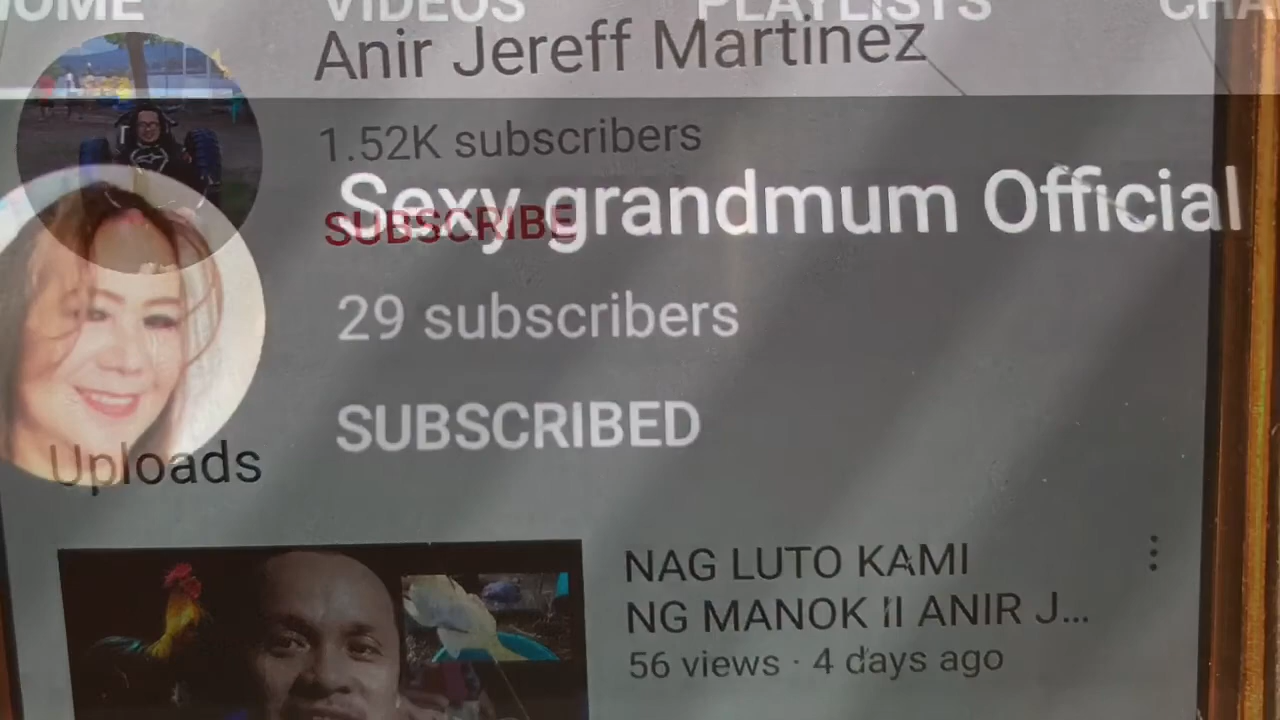 HOME VIDEOS PLAYLISTS
Anir Jereff Martinez
1.52K subscribers
SUBSCRIBE
Sexy grandmum Official
29 subscribers
SUBSCRIBED
Uploads
NAG LUTO KAMI
NG MANOK II ANIR J...
56 views · 4 days ago